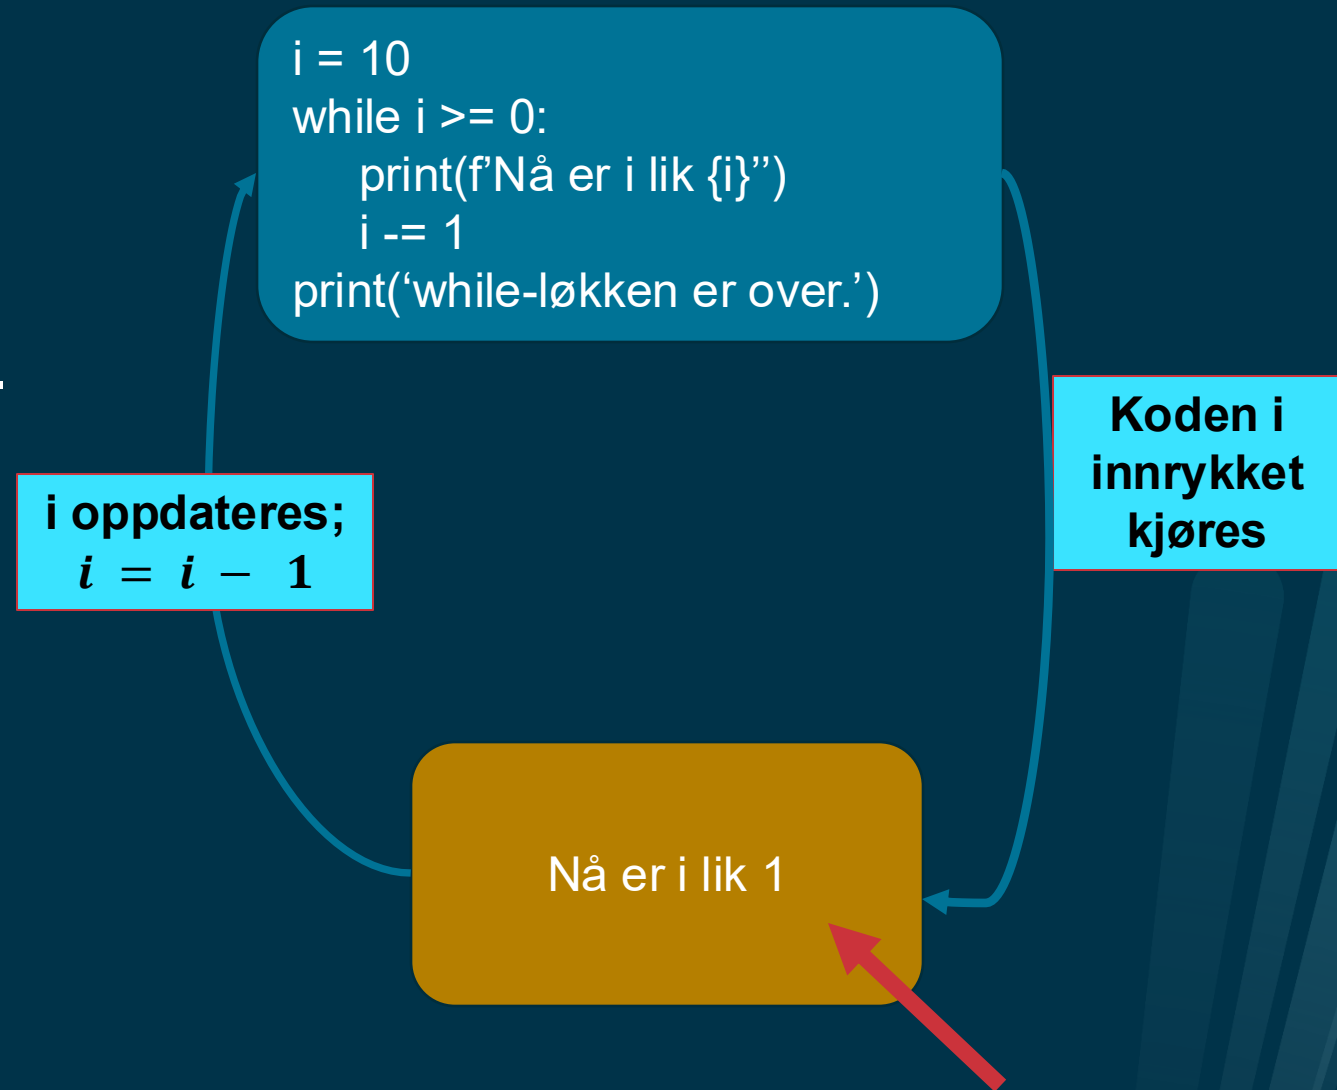 i = 10
while i >= 0:
print(f’Nå er i lik {i}’’)
i -= 1
print(‘while-løkken er over.’)
Koden i
innrykket
kjøres
i oppdateres;
i = i − 1
Nå er i lik 1